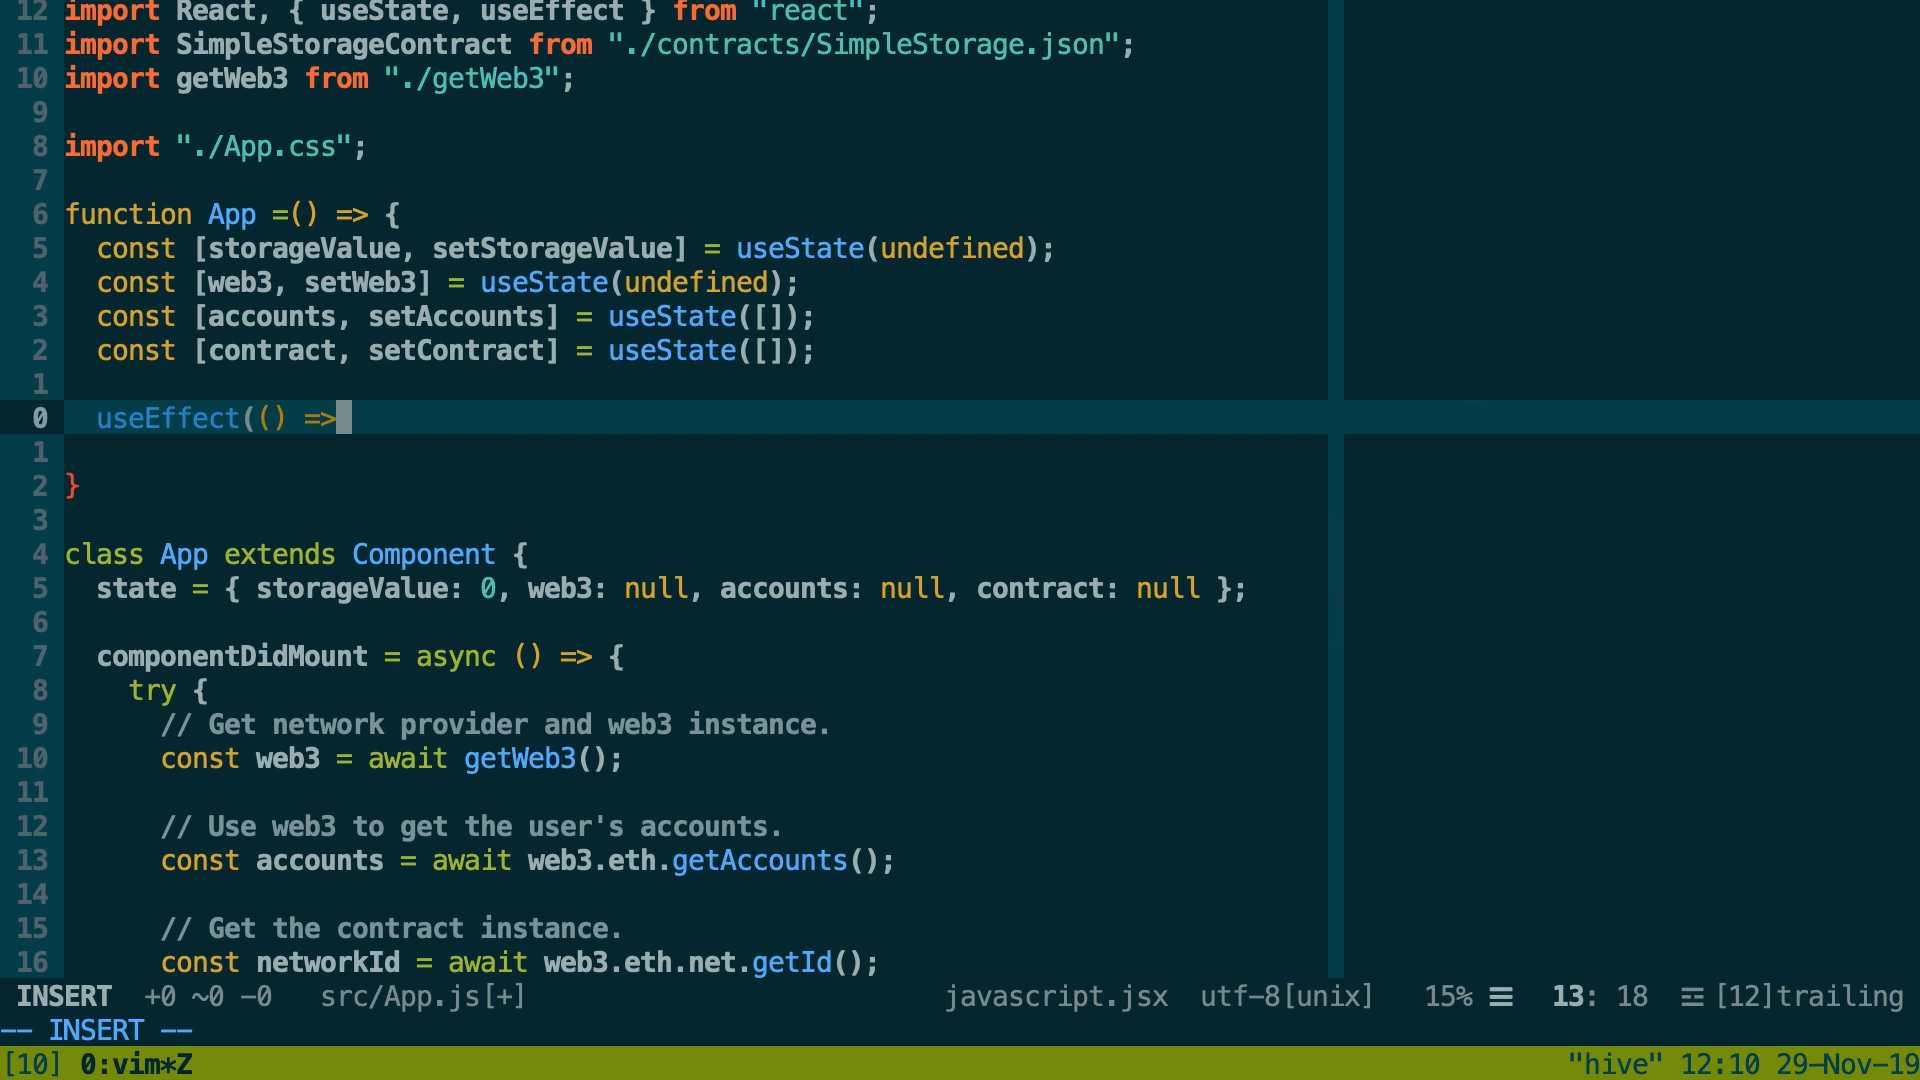 12 import React, { useState, useEffect } from "react";
11 import SimpleStorageContract from "./contracts/SimpleStorage.json";
10 import getWeb3 from "./getWeb3";
9
8 import "./App.css";
7
6 function App =() => {
5   const [storageValue, setStorageValue] = useState(undefined);
4   const [web3, setWeb3] = useState(undefined);
3   const [accounts, setAccounts] = useState([]);
2   const [contract, setContract] = useState([]);
1
0   useEffect(() =>
1
2 }
3
4 class App extends Component {
5   state = { storageValue: 0, web3: null, accounts: null, contract: null };
6
7   componentDidMount = async () => {
8     try {
9       // Get network provider and web3 instance.
10       const web3 = await getWeb3();
11
12       // Use web3 to get the user's accounts.
13       const accounts = await web3.eth.getAccounts();
14
15       // Get the contract instance.
16       const networkId = await web3.eth.net.getId();
INSERT  +0 ~0 -0   src/App.js[+]   javascript.jsx  utf-8[unix]   15% ☰  13: 18  ☲ [12]trailing
-- INSERT --
[10] 0:vim*Z   "hive" 12:10 29-Nov-19